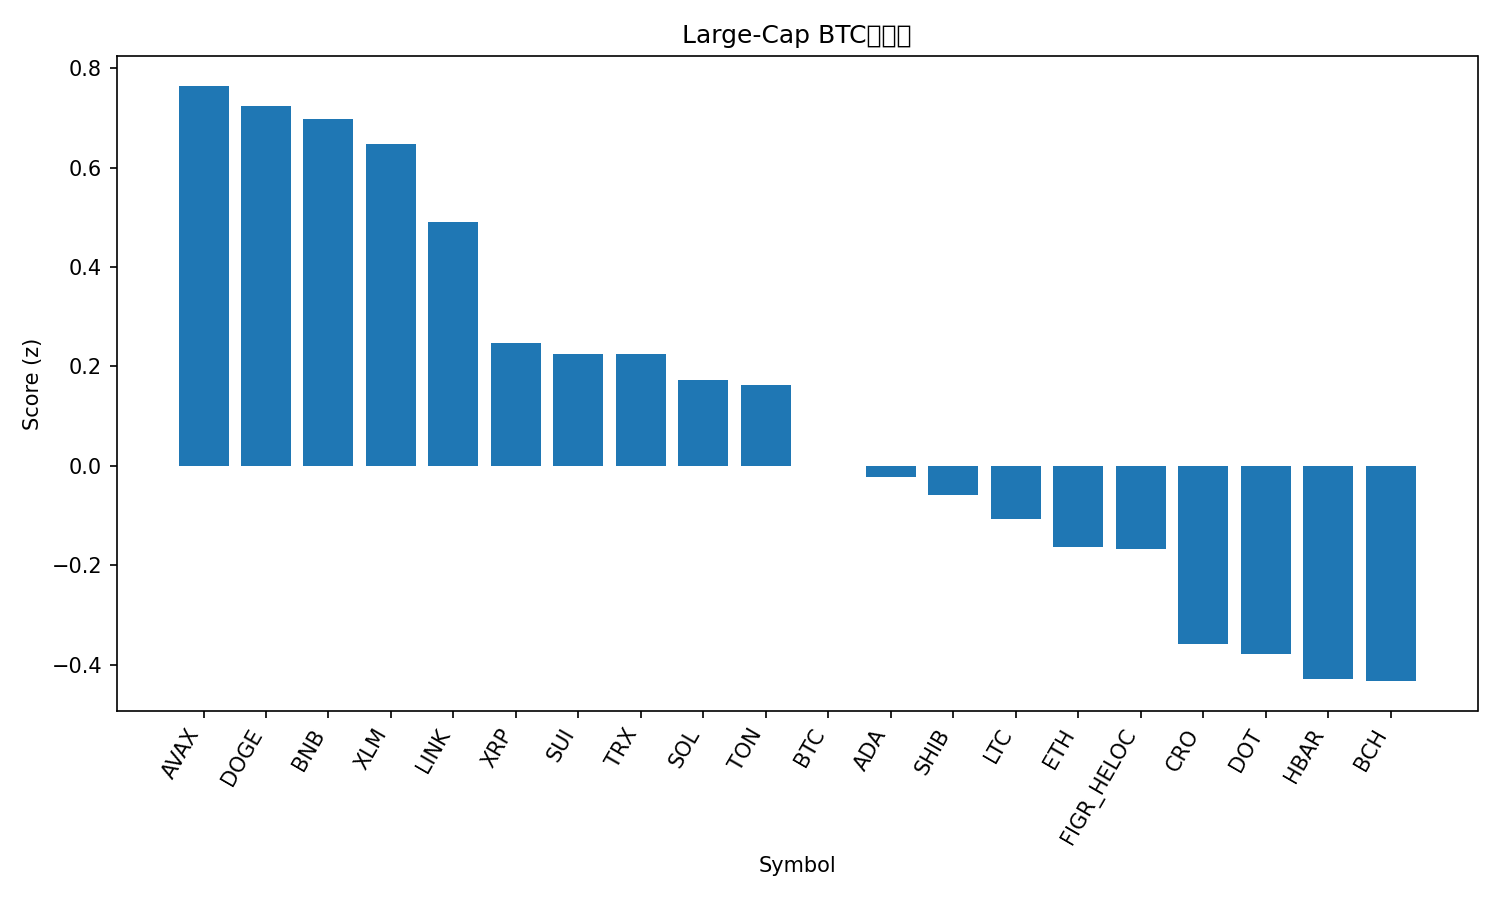 Large-Cap BTC
0.8
0.6
0.4
0.2
0.0
−0.2
−0.4
Score (z)
AVAX
DOGE
BNB
XLM
LINK
XRP
SUI
TRX
SOL
TON
BTC
ADA
SHIB
LTC
ETH
FIGR_HELOC
CRO
DOT
HBAR
BCH
Symbol